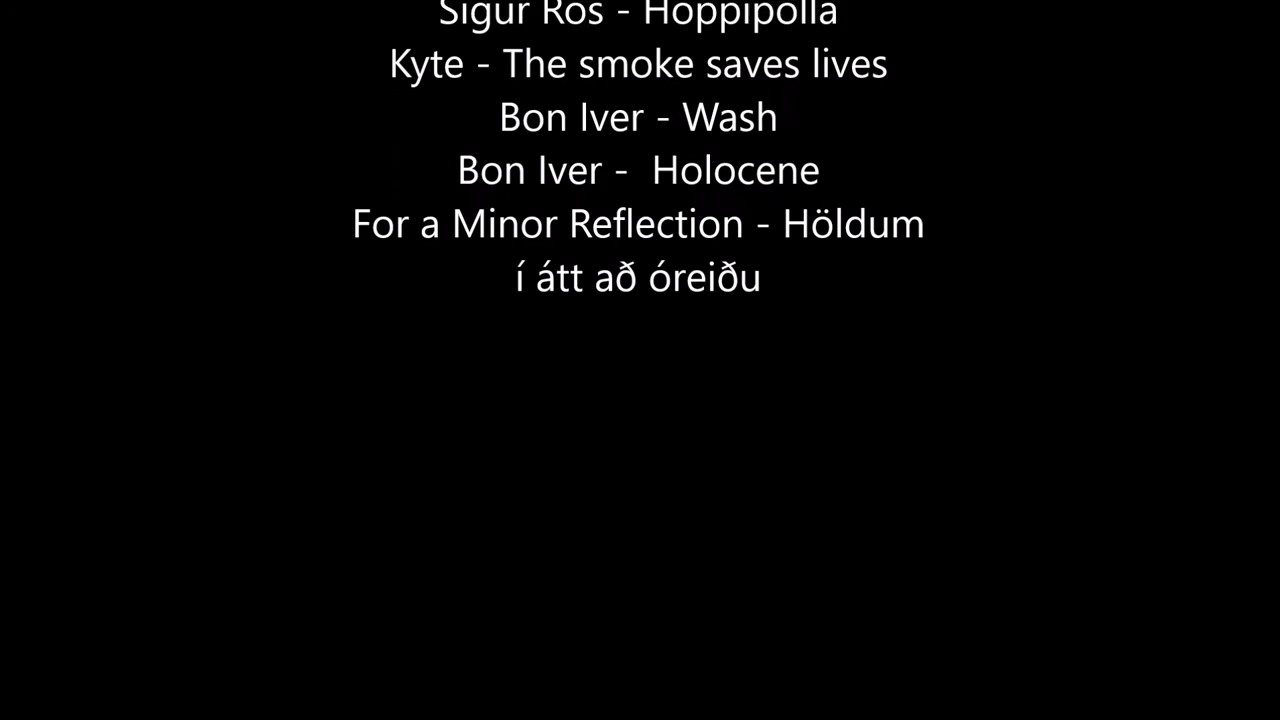 Sigur Rós - Hoppípolla
Kyte - The smoke saves lives
Bon Iver - Wash
Bon Iver -  Holocene
For a Minor Reflection - Höldum
í átt að óreiðu